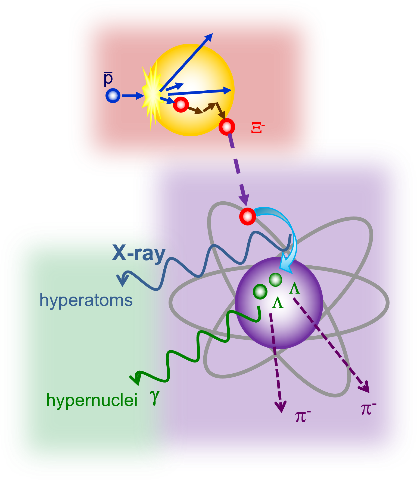 p̄
Ξ⁻
X-ray
hyperatoms
Λ
Λ
hypernuclei γ
π⁻
π⁻